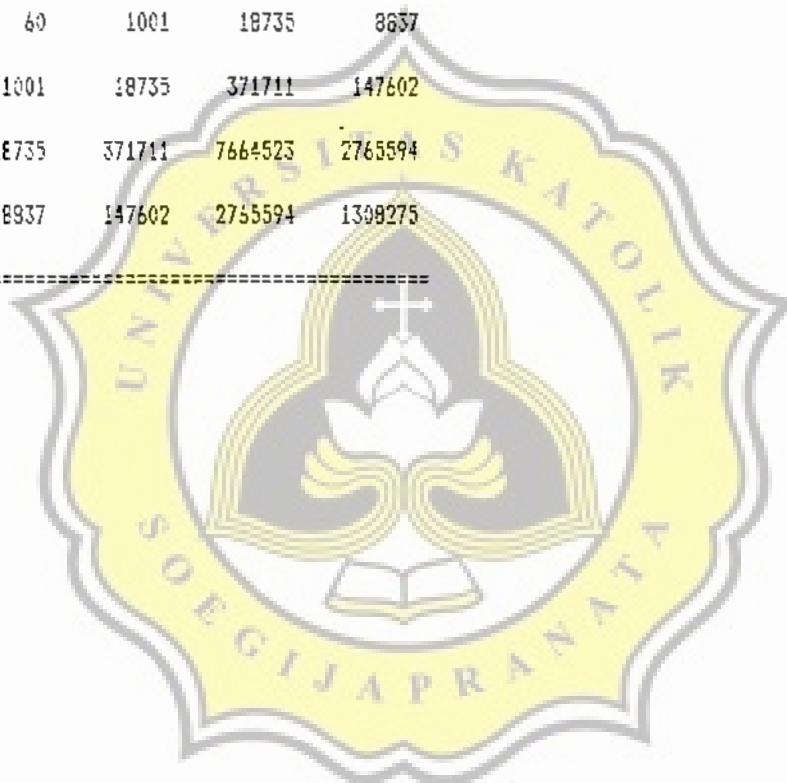 60 1001 18735 8837
1001 18735 371711 147602
8735 371711 7664523 2765594
8837 147602 2765594 1308275
==========================================
UNIVERSITAS KATOLIK
SOEGIJAPRANATA